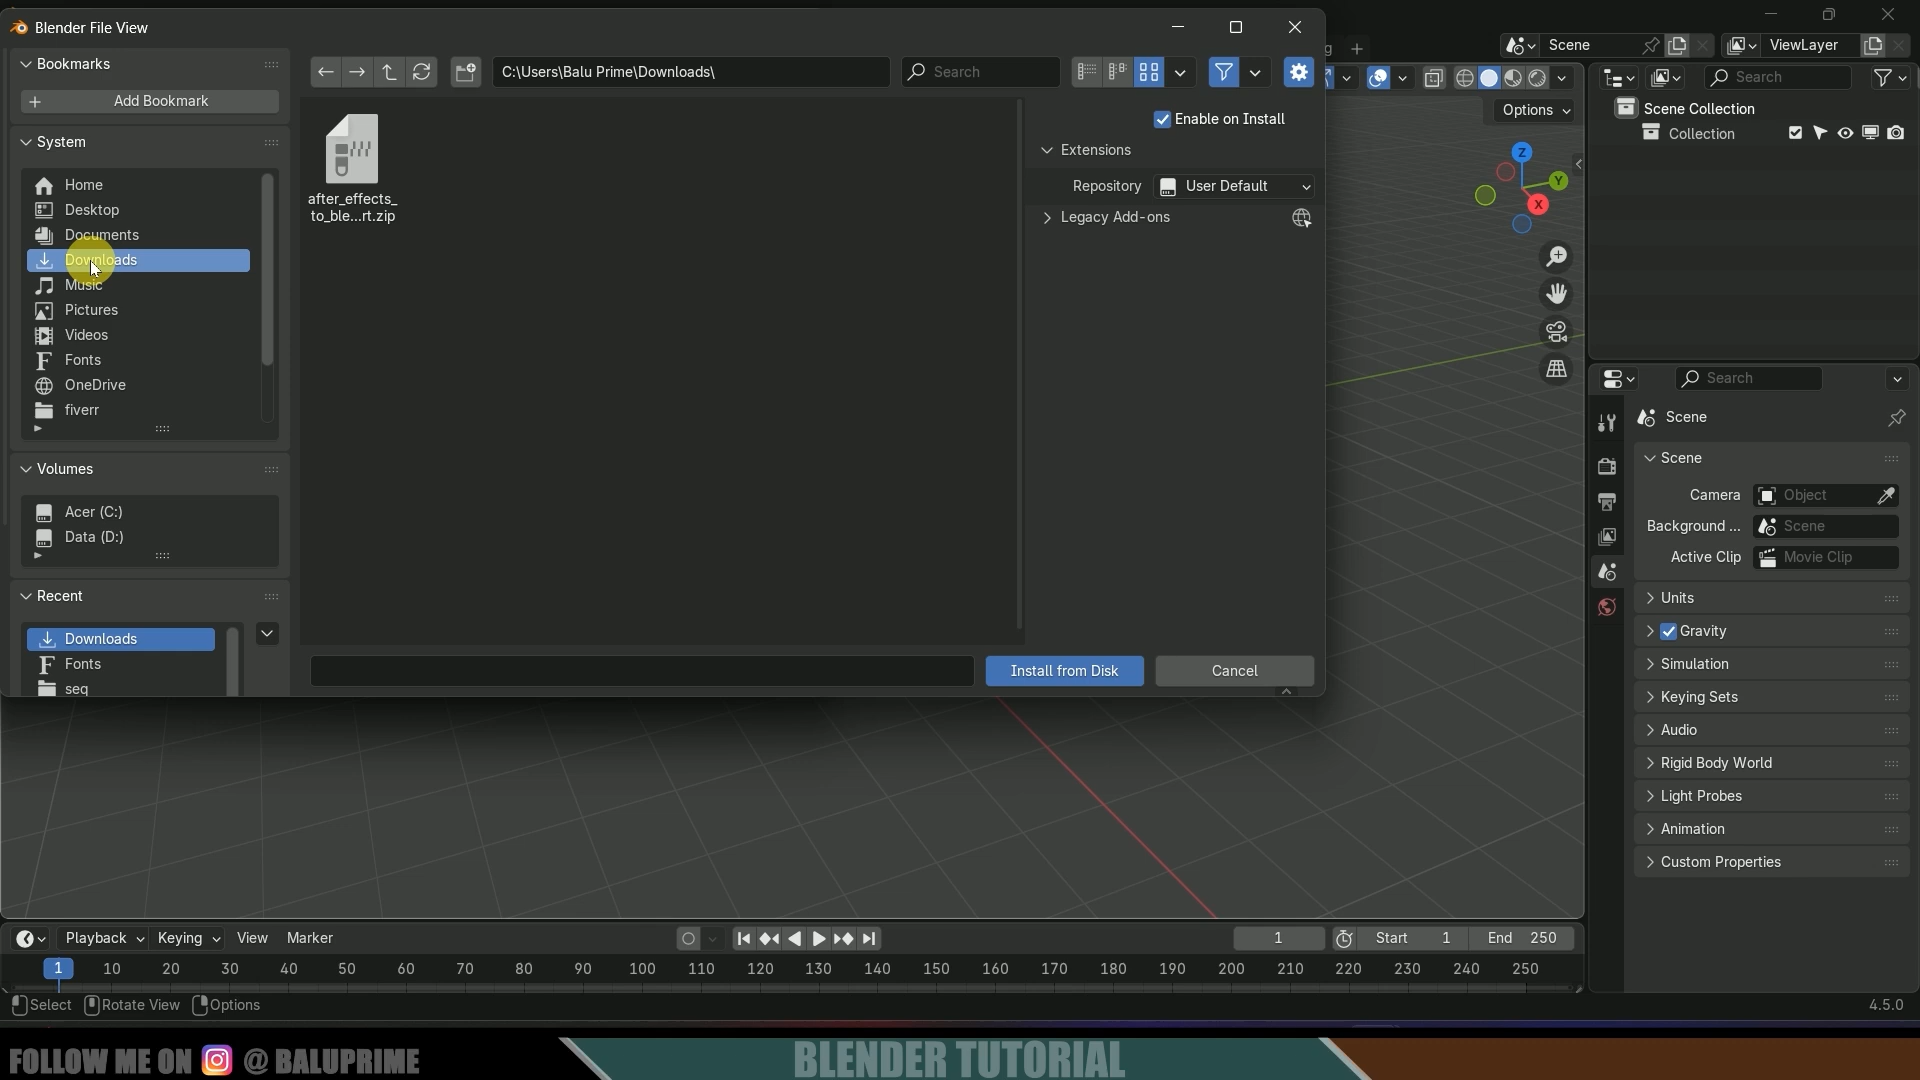 Blender File View
Bookmarks
Add Bookmark
System
Home
Desktop
Documents
Downloads
Music
Pictures
Videos
Fonts
OneDrive
fiverr
Volumes
Acer (C:)
Data (D:)
Recent
Downloads
Fonts
seq
C:\Users\Balu Prime\Downloads\
Search
after_effects_
to_ble...rt.zip
Enable on Install
Extensions
Repository User Default
Legacy Add-ons
Install from Disk
Cancel
Scene
ViewLayer
Options
Z
Y
X
Search
Scene Collection
Collection
Search
Scene
Scene
Camera Object
Background ... Scene
Active Clip Movie Clip
Units
Gravity
Simulation
Keying Sets
Audio
Rigid Body World
Light Probes
Animation
Custom Properties
Playback Keying View Marker
1 Start 1 End 250
1 10 20 30 40 50 60 70 80 90 100 110 120 130 140 150 160 170 180 190 200 210 220 230 240 250
Select Rotate View Options
4.5.0
FOLLOW ME ON @ BALUPRIME
BLENDER TUTORIAL